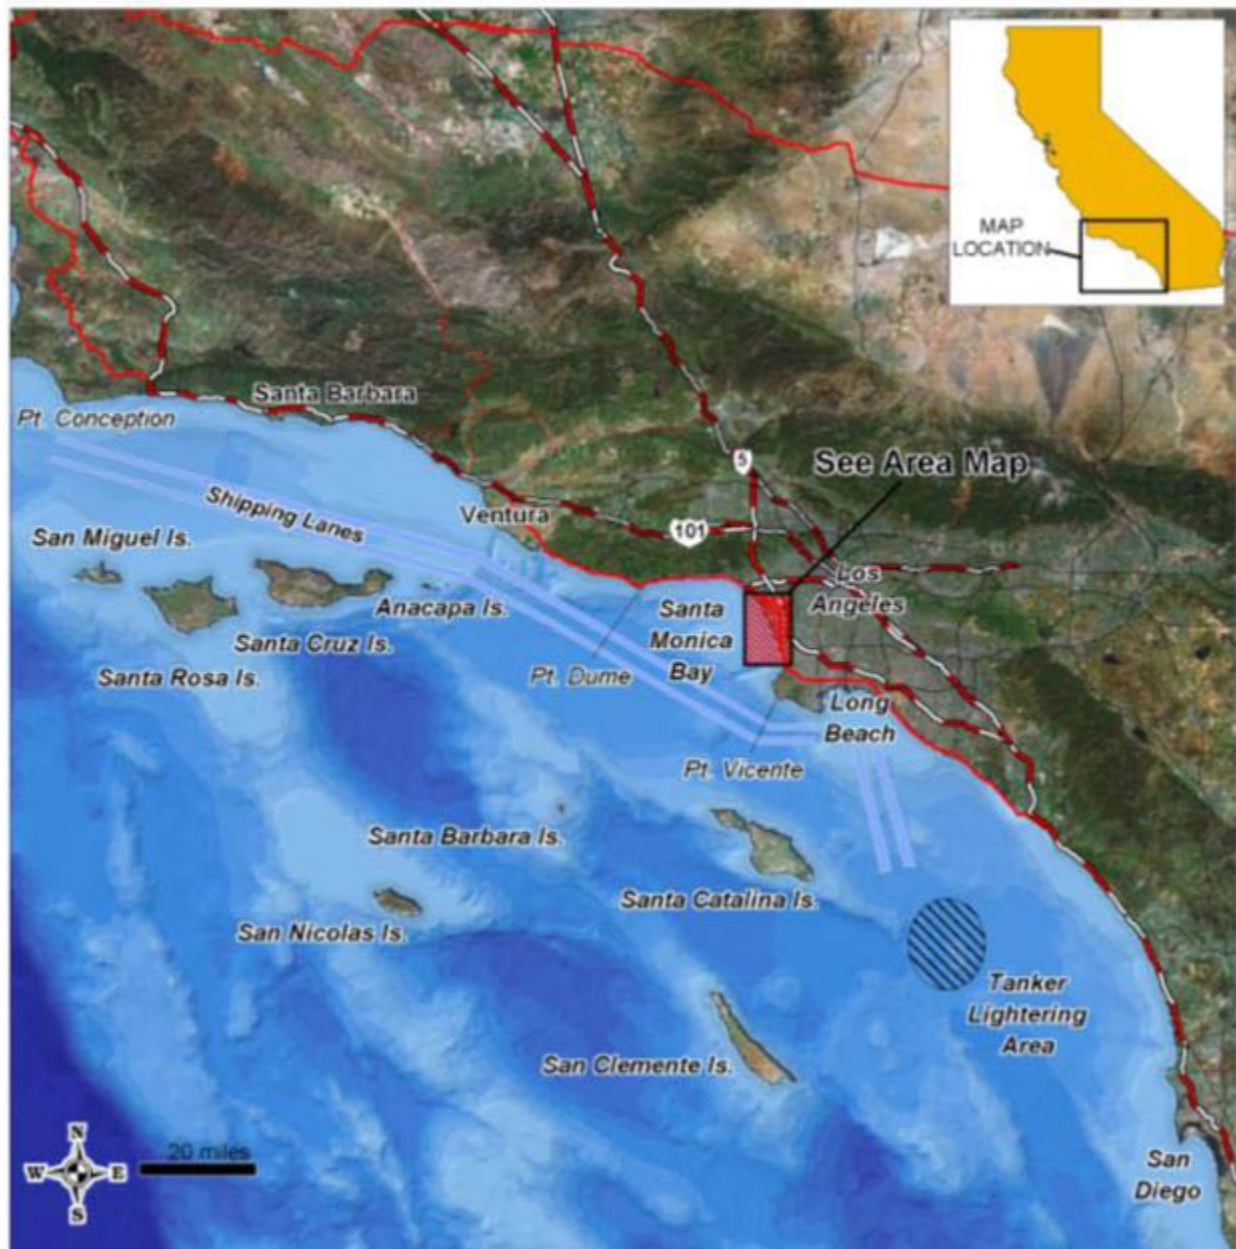 MAP
LOCATION
Santa Barbara
Pt. Conception
5
See Area Map
Shipping Lanes
Ventura
101
San Miguel Is.
Los
Angeles
Anacapa Is.
Santa
Monica
Bay
Santa Cruz Is.
Santa Rosa Is.
Pt. Dume
Long
Beach
Pt. Vicente
Santa Barbara Is.
Santa Catalina Is.
San Nicolas Is.
Tanker
Lightering
Area
San Clemente Is.
N
W
E
S
20 miles
San
Diego